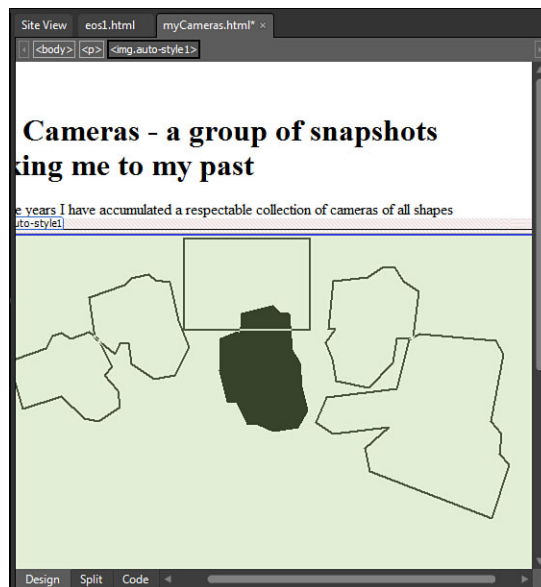 Site View eos1.html myCameras.html* ×
<body> <p> <img.auto-style1>
Cameras - a group of snapshots
king me to my past
e years I have accumulated a respectable collection of cameras of all shapes
uto-style1
Design Split Code